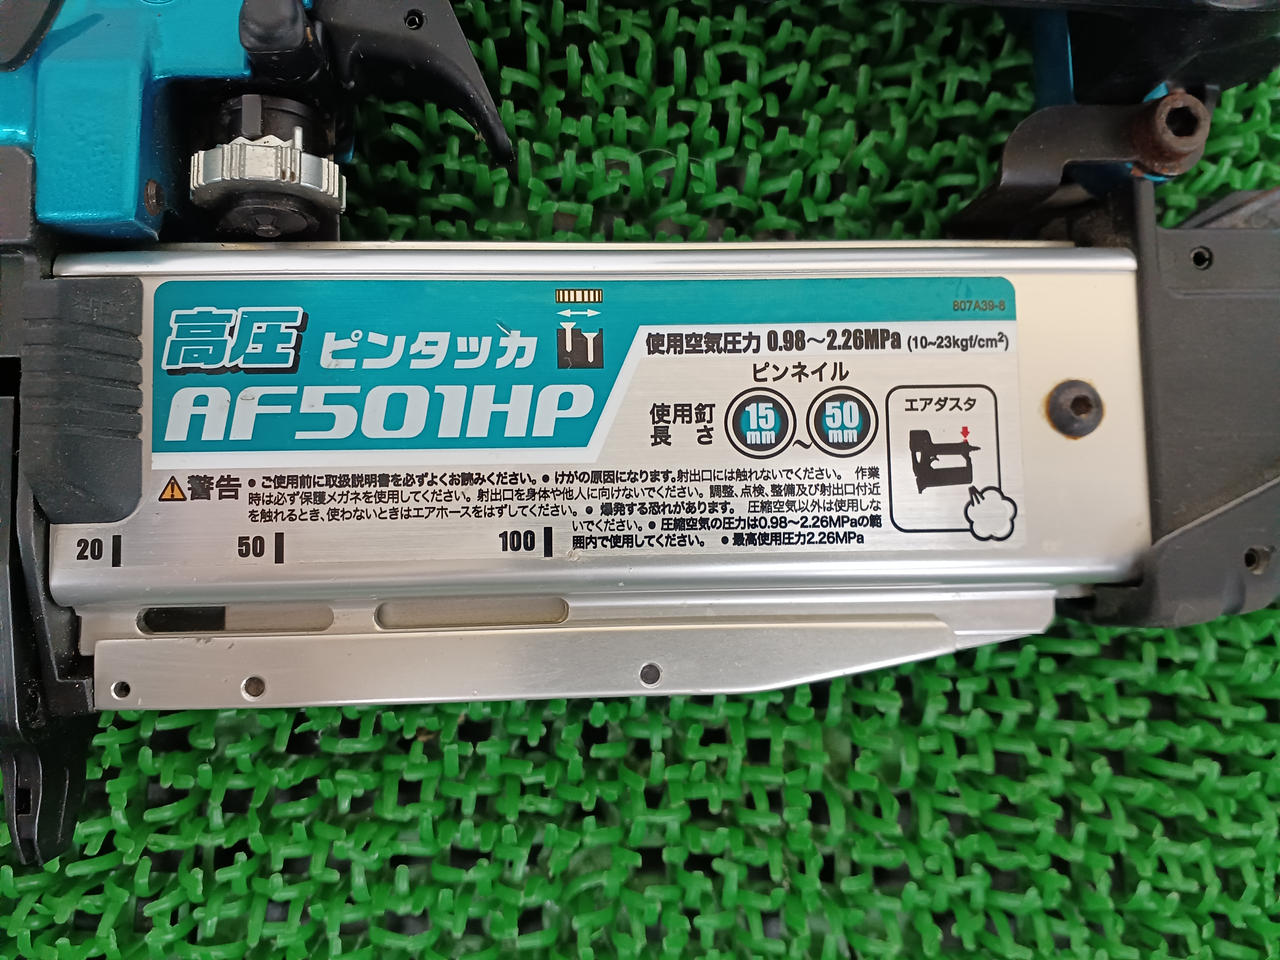 807A39-8
高圧 ピンタッカ
AF501HP
使用空気圧力 0.98～2.26MPa (10~23kgf/cm²)
ピンネイル
使用釘
長さ
15
mm
～
50
mm
エアダスタ
警告 • ご使用前に取扱説明書を必ずよくお読みください。• けがの原因になります。射出口には触れないでください。 作業
時は必ず保護メガネを使用してください。射出口を身体や他人に向けないでください。調整、点検、整備及び射出口付近
を触れるとき、使わないときはエアホースをはずしてください。• 爆発する恐れがあります。 圧縮空気以外は使用しな
いでください。• 圧縮空気の圧力は0.98～2.26MPaの範
囲内で使用してください。 • 最高使用圧力2.26MPa
20 50 100